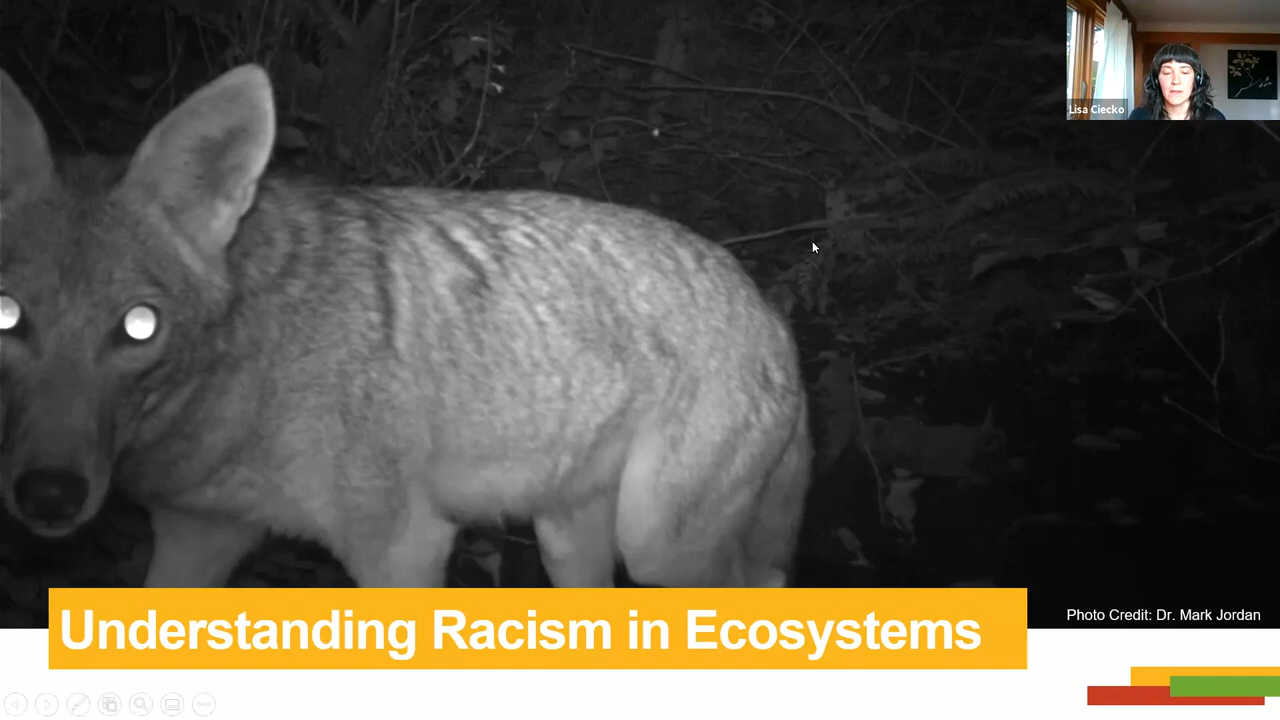 Lisa Ciecko
Understanding Racism in Ecosystems
Photo Credit: Dr. Mark Jordan